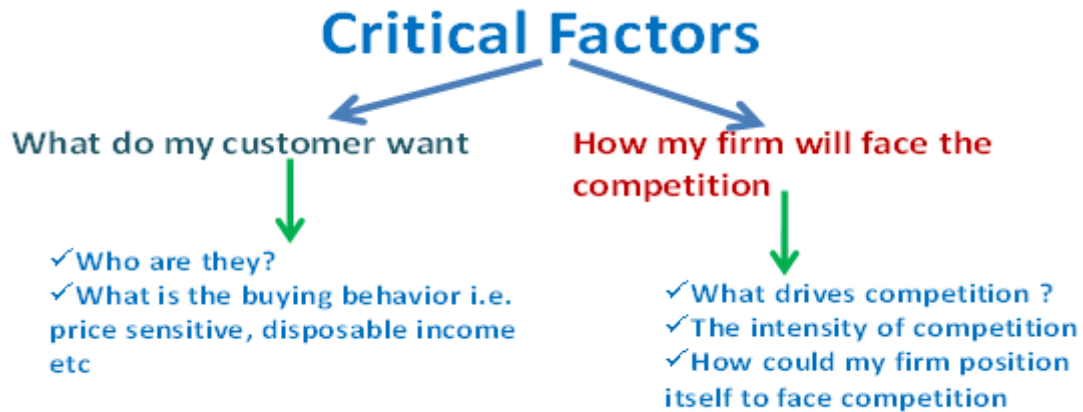 Critical Factors
What do my customer want
How my firm will face the
competition
✓Who are they?
✓What is the buying behavior i.e.
price sensitive, disposable income
etc
✓What drives competition ?
✓The intensity of competition
✓How could my firm position
itself to face competition